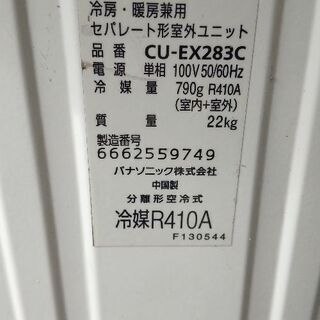 冷房・暖房兼用
セパレート形室外ユニット
品番 CU-EX283C
電源 単相 100V 50/60Hz
冷媒量 790g R410A
(室内+室外)
質量 22kg
製造番号
6662559749
パナソニック株式会社
中国製
分離形空冷式
冷媒R410A
F130544